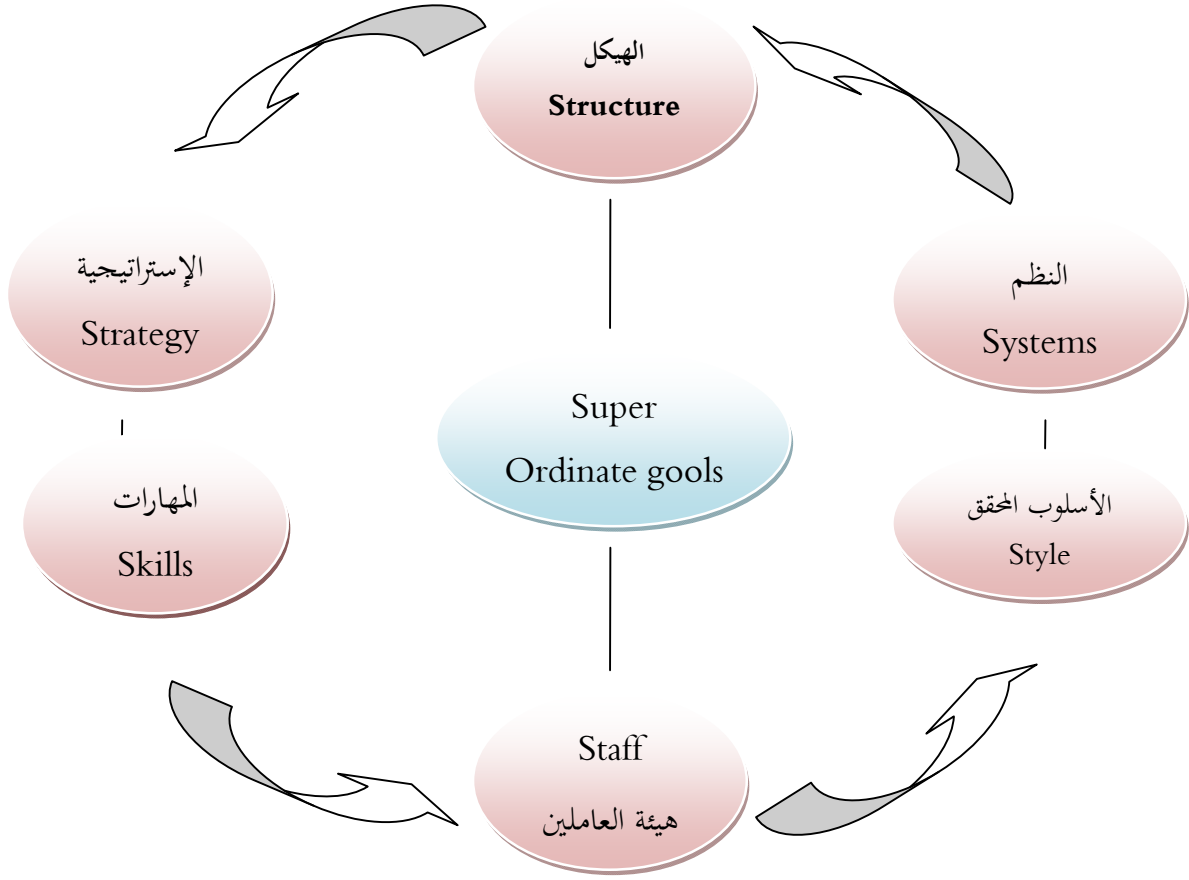 الهيكل
Structure
الإستراتيجية
Strategy
النظم
Systems
Super
Ordinate gools
المهارات
Skills
الأسلوب المحقق
Style
Staff
هيئة العاملين